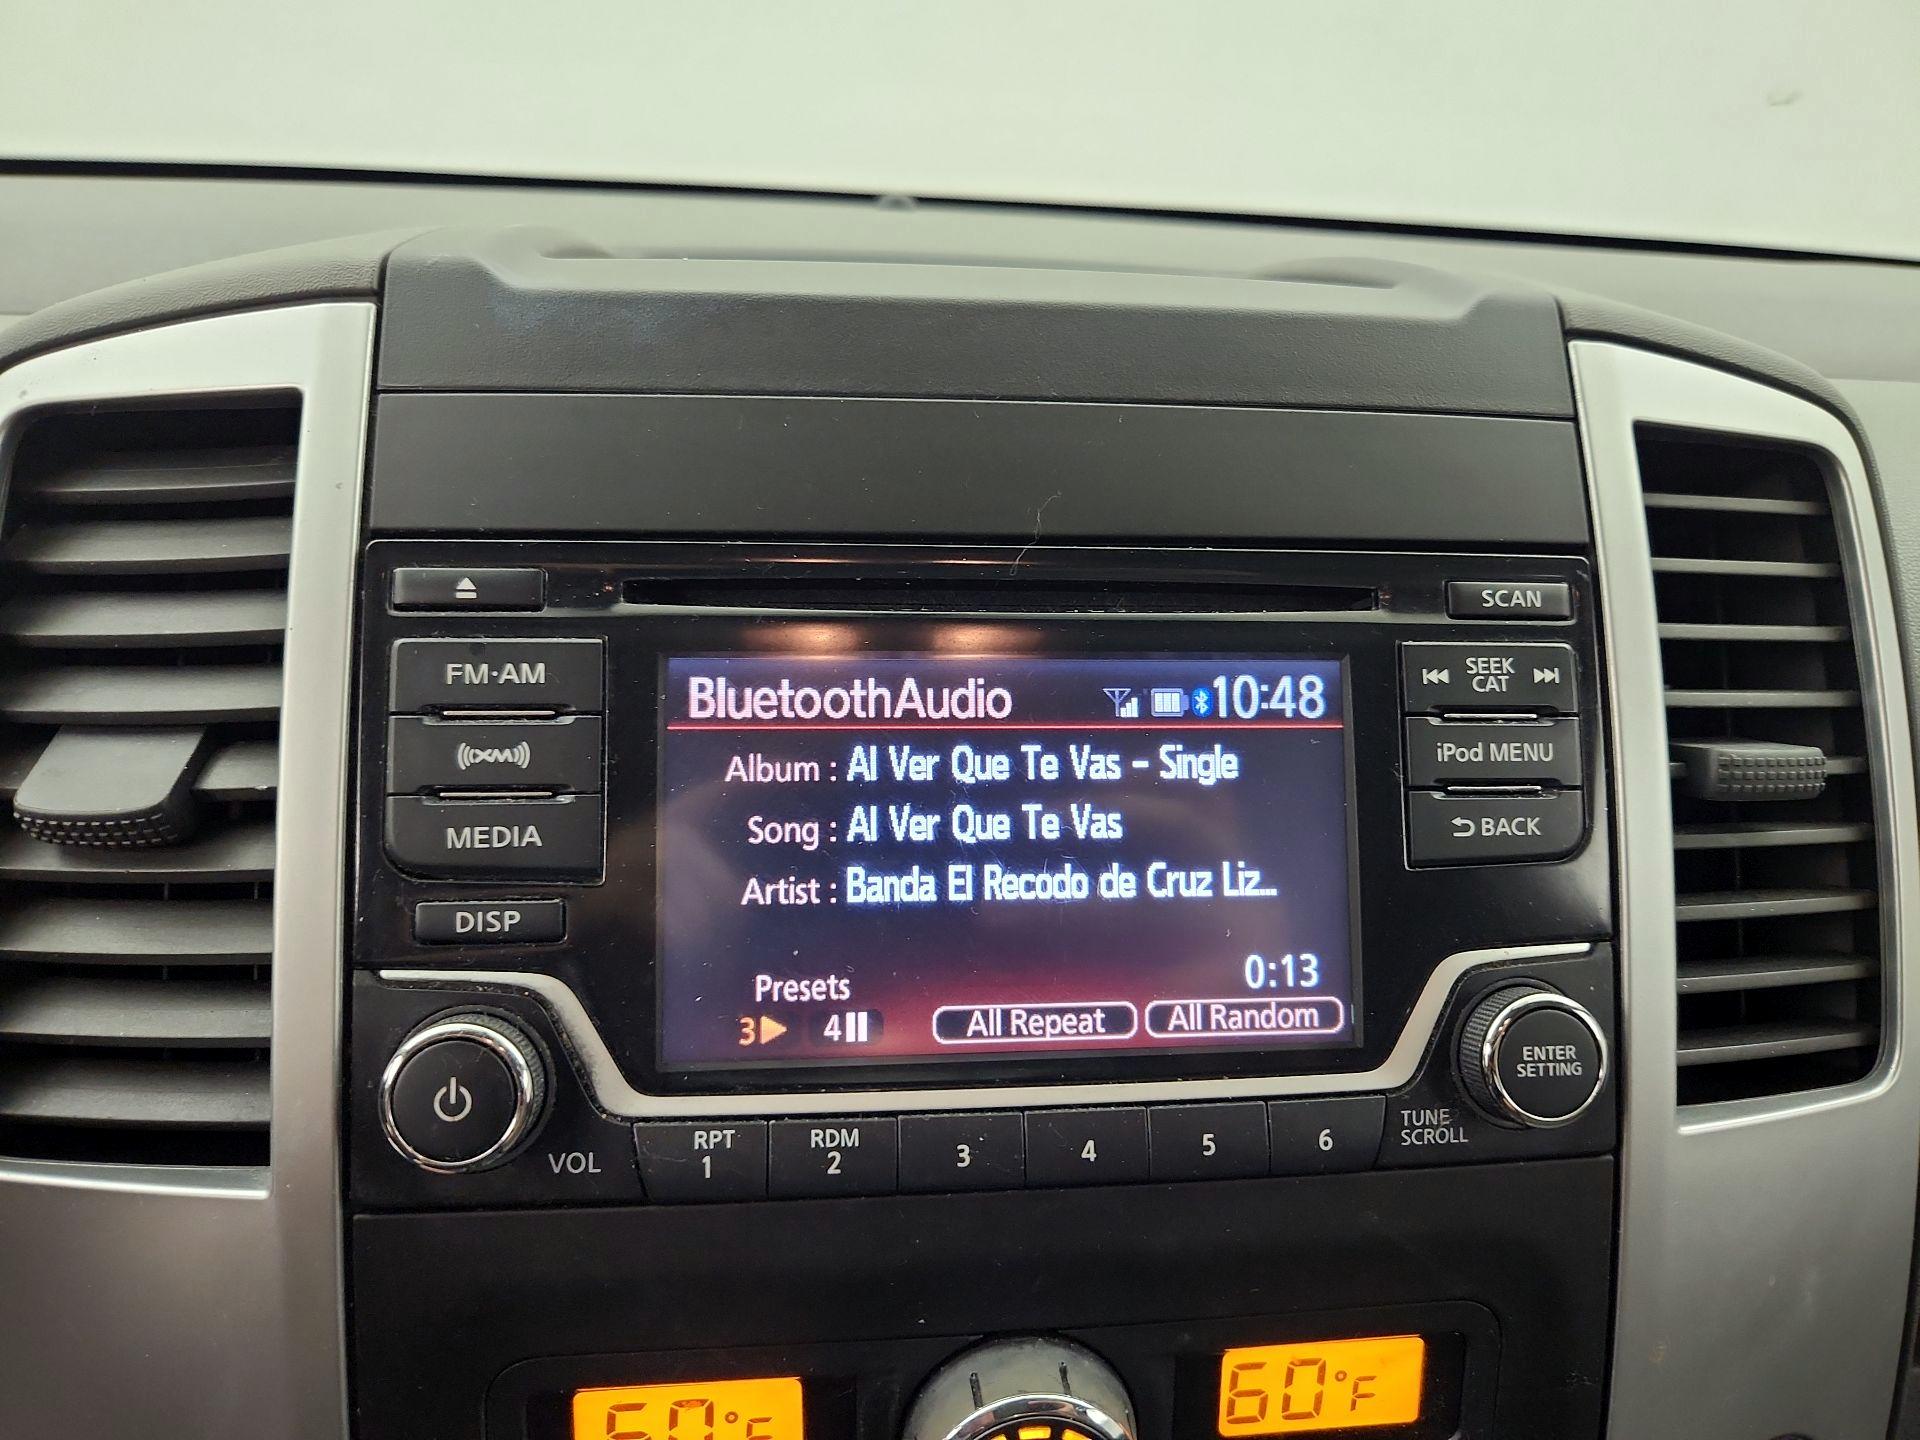 SCAN
FM·AM
XM
MEDIA
DISP
SEEK
CAT
iPod MENU
BACK
BluetoothAudio 10:48
Album : Al Ver Que Te Vas - Single
Song : Al Ver Que Te Vas
Artist : Banda El Recodo de Cruz Liz...
0:13
Presets
3 4 All Repeat All Random
ENTER
SETTING
TUNE
SCROLL
VOL
RPT
1
RDM
2
3
4
5
6
60°F
60°F